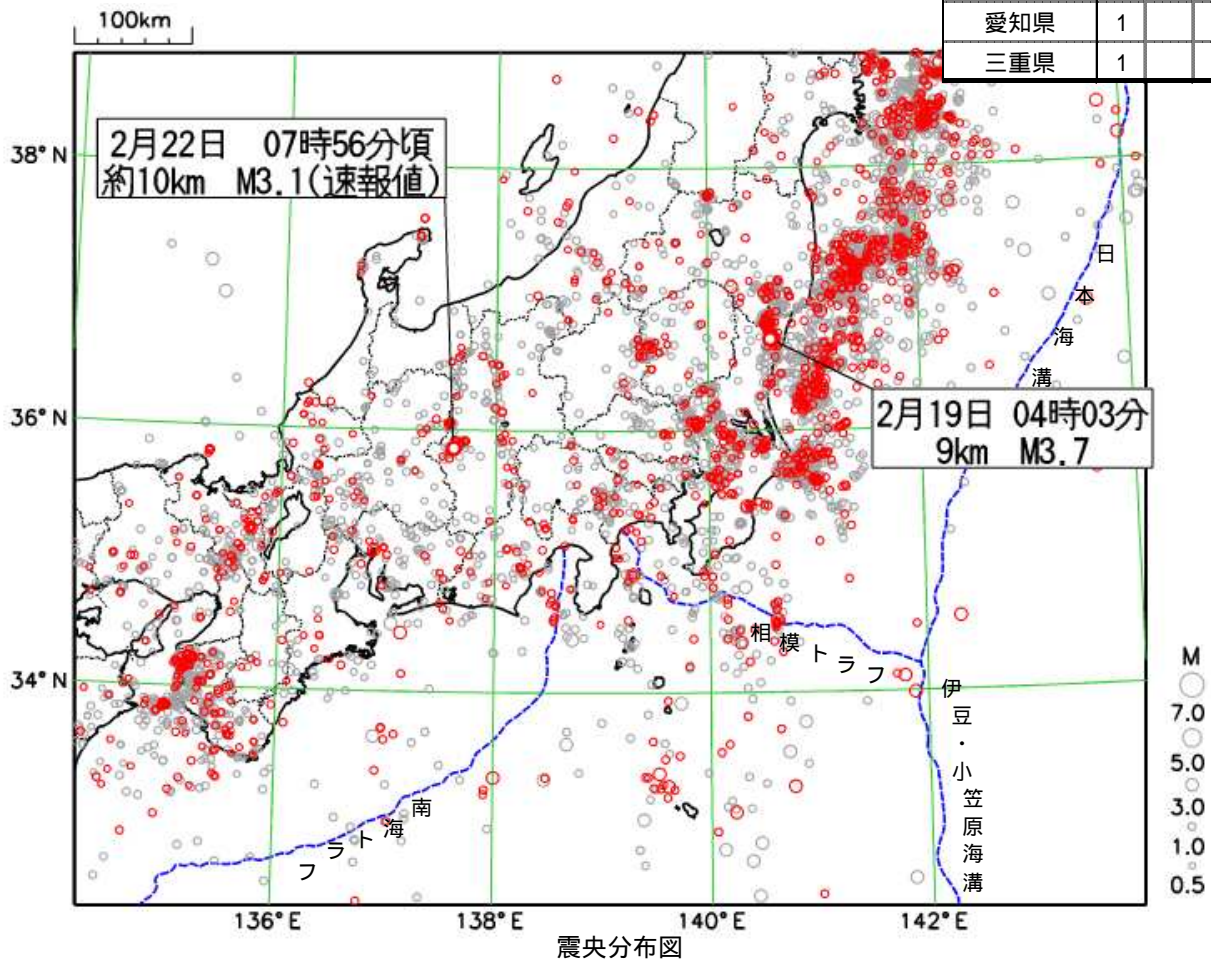 100km
愛知県 1
三重県 1
2月22日 07時56分頃
約10km M3.1(速報値)
38°N
日本海溝
36°N
2月19日 04時03分
9km M3.7
相模トラフ
34°N
伊豆・小笠原海溝
南海トラフ
M
7.0
5.0
3.0
1.0
0.5
136°E 138°E 140°E 142°E
震央分布図